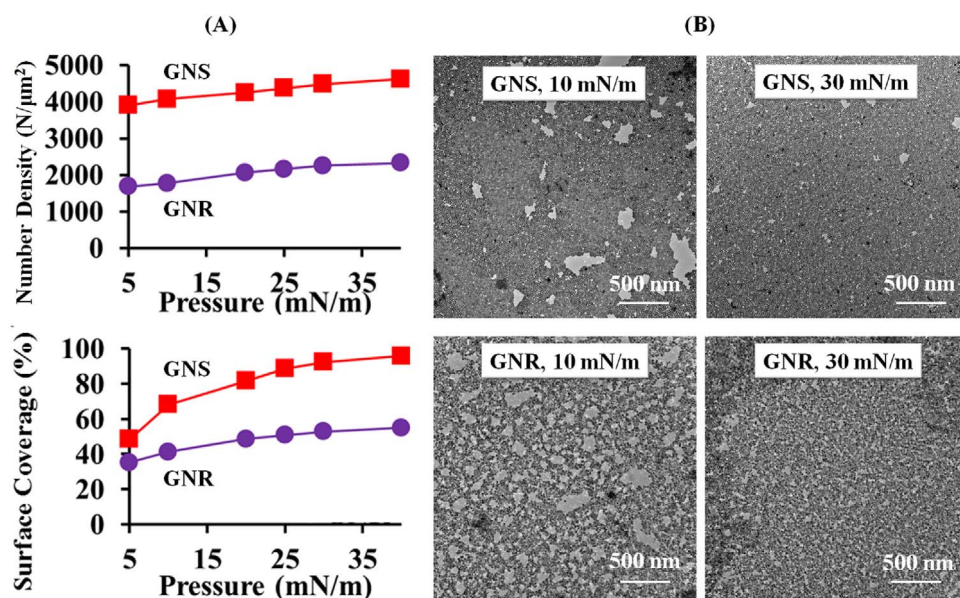 (A)
(B)
Number Density (N/μm²)
5000
4000
3000
2000
1000
0
GNS
GNR
5
15
25
35
Pressure (mN/m)
Surface Coverage (%)
100
80
60
40
20
0
GNS
GNR
5
15
25
35
Pressure (mN/m)
GNS, 10 mN/m
500 nm
GNS, 30 mN/m
500 nm
GNR, 10 mN/m
500 nm
GNR, 30 mN/m
500 nm